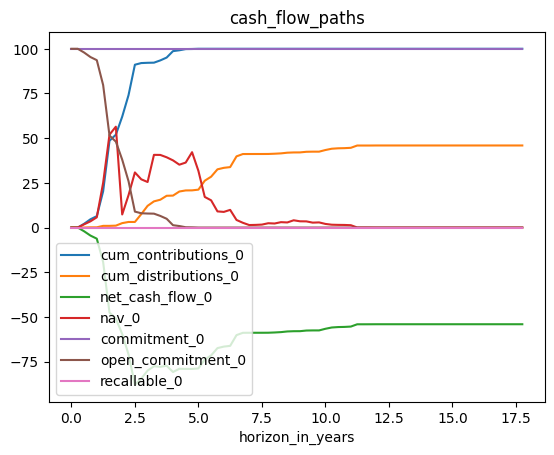 cash_flow_paths
100
75
50
25
0
-25
-50
-75
cum_contributions_0
cum_distributions_0
net_cash_flow_0
nav_0
commitment_0
open_commitment_0
recallable_0
0.0 2.5 5.0 7.5 10.0 12.5 15.0 17.5
horizon_in_years